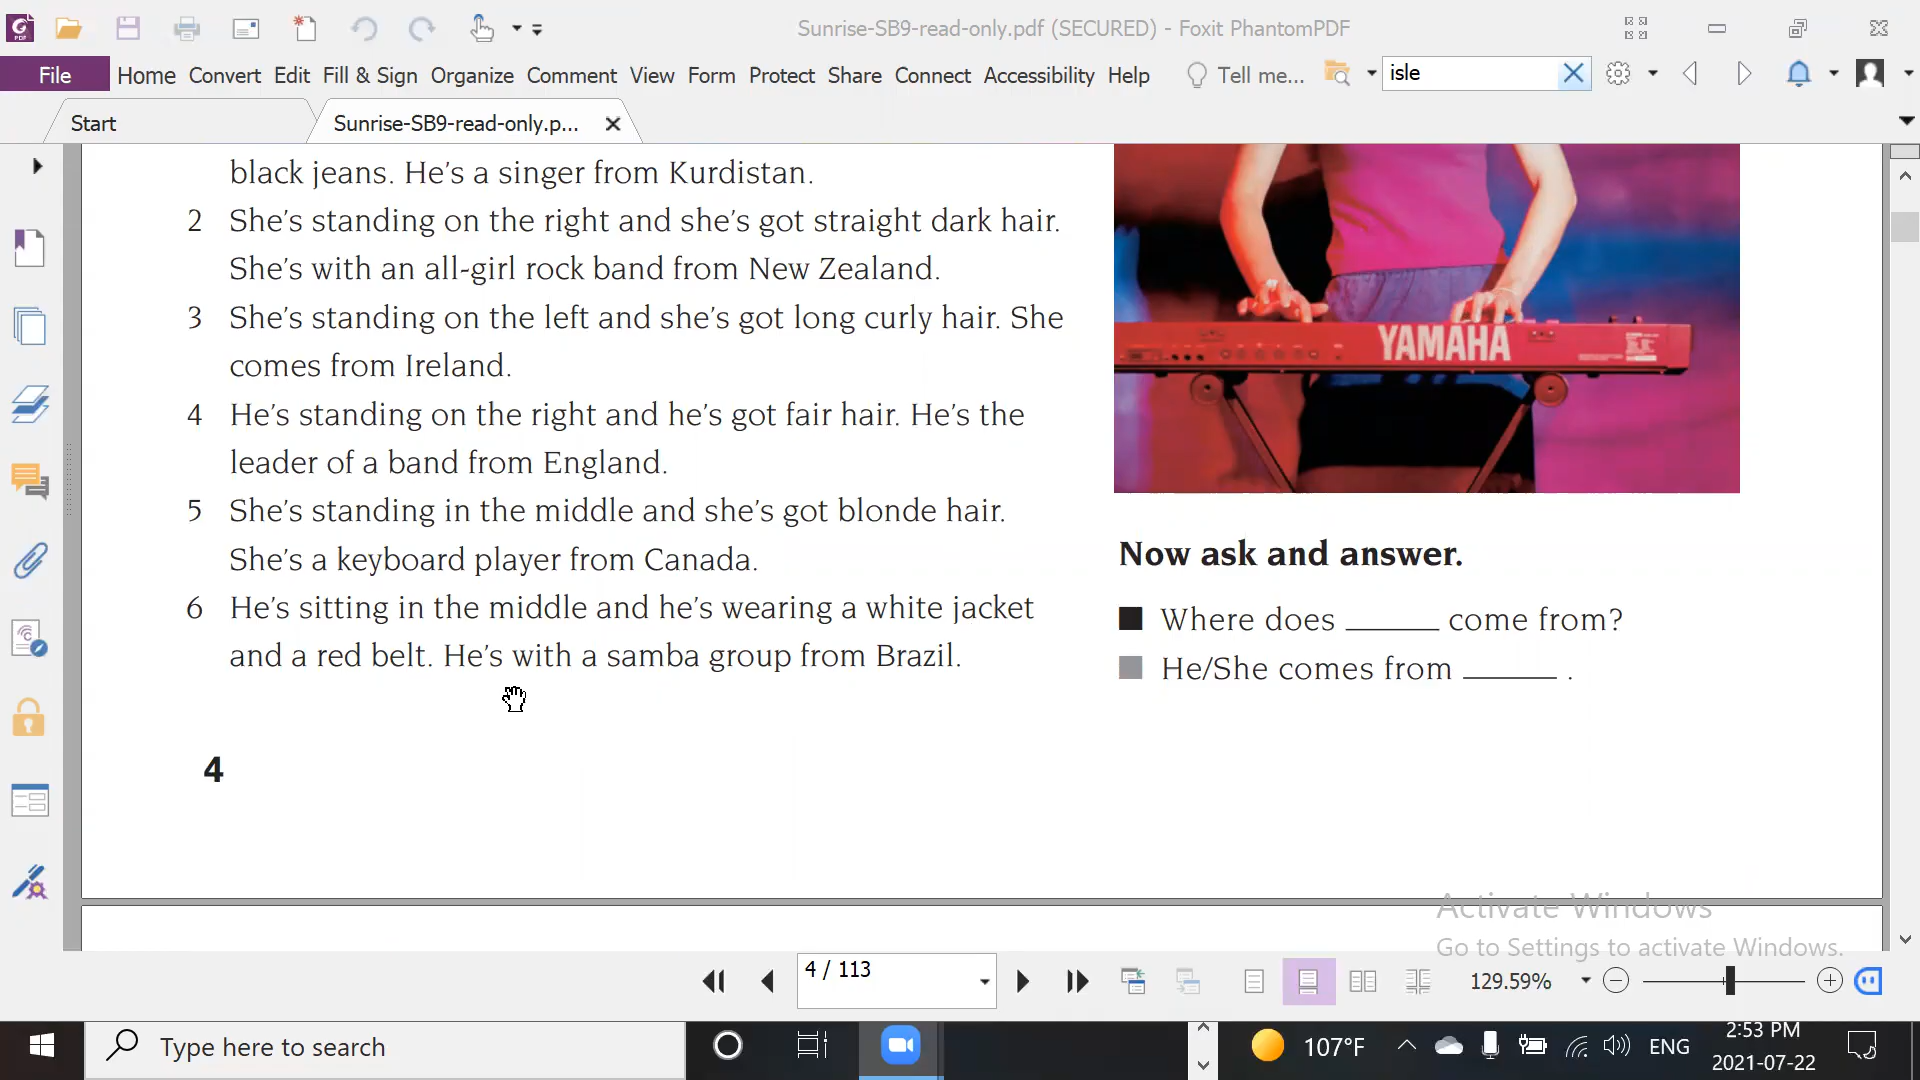 Sunrise-SB9-read-only.pdf (SECURED) - Foxit PhantomPDF
File Home Convert Edit Fill & Sign Organize Comment View Form Protect Share Connect Accessibility Help Tell me... isle
Start Sunrise-SB9-read-only.p...
black jeans. He's a singer from Kurdistan.
2 She's standing on the right and she's got straight dark hair.
She's with an all-girl rock band from New Zealand.
3 She's standing on the left and she's got long curly hair. She
comes from Ireland.
4 He's standing on the right and he's got fair hair. He's the
leader of a band from England.
5 She's standing in the middle and she's got blonde hair.
She's a keyboard player from Canada.
6 He's sitting in the middle and he's wearing a white jacket
and a red belt. He's with a samba group from Brazil.
4
YAMAHA
Now ask and answer.
Where does ______ come from?
He/She comes from ______ .
Activate Windows
Go to Settings to activate Windows.
4 / 113
129.59%
Type here to search
107°F
ENG
2:53 PM
2021-07-22